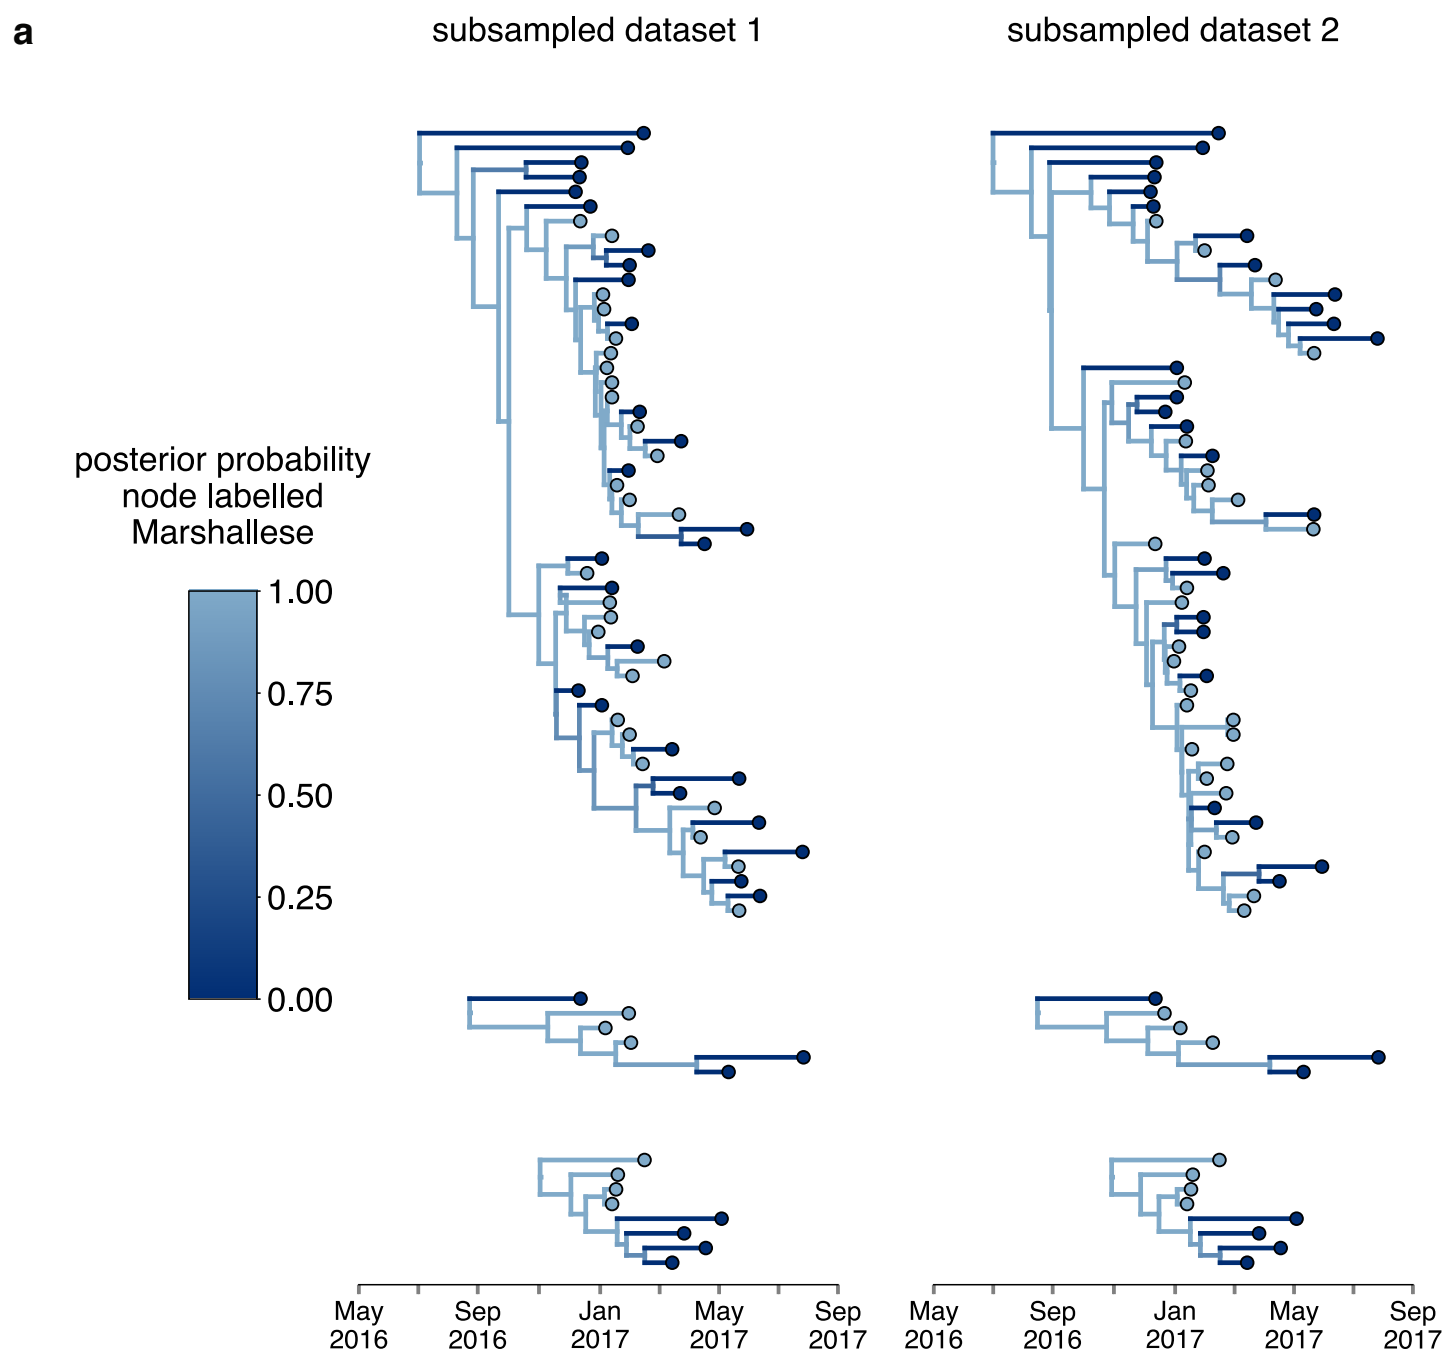 a
subsampled dataset 1
subsampled dataset 2
posterior probability
node labelled
Marshallese
1.00
0.75
0.50
0.25
0.00
May Sep Jan May Sep
2016 2016 2017 2017 2017
May Sep Jan May Sep
2016 2016 2017 2017 2017